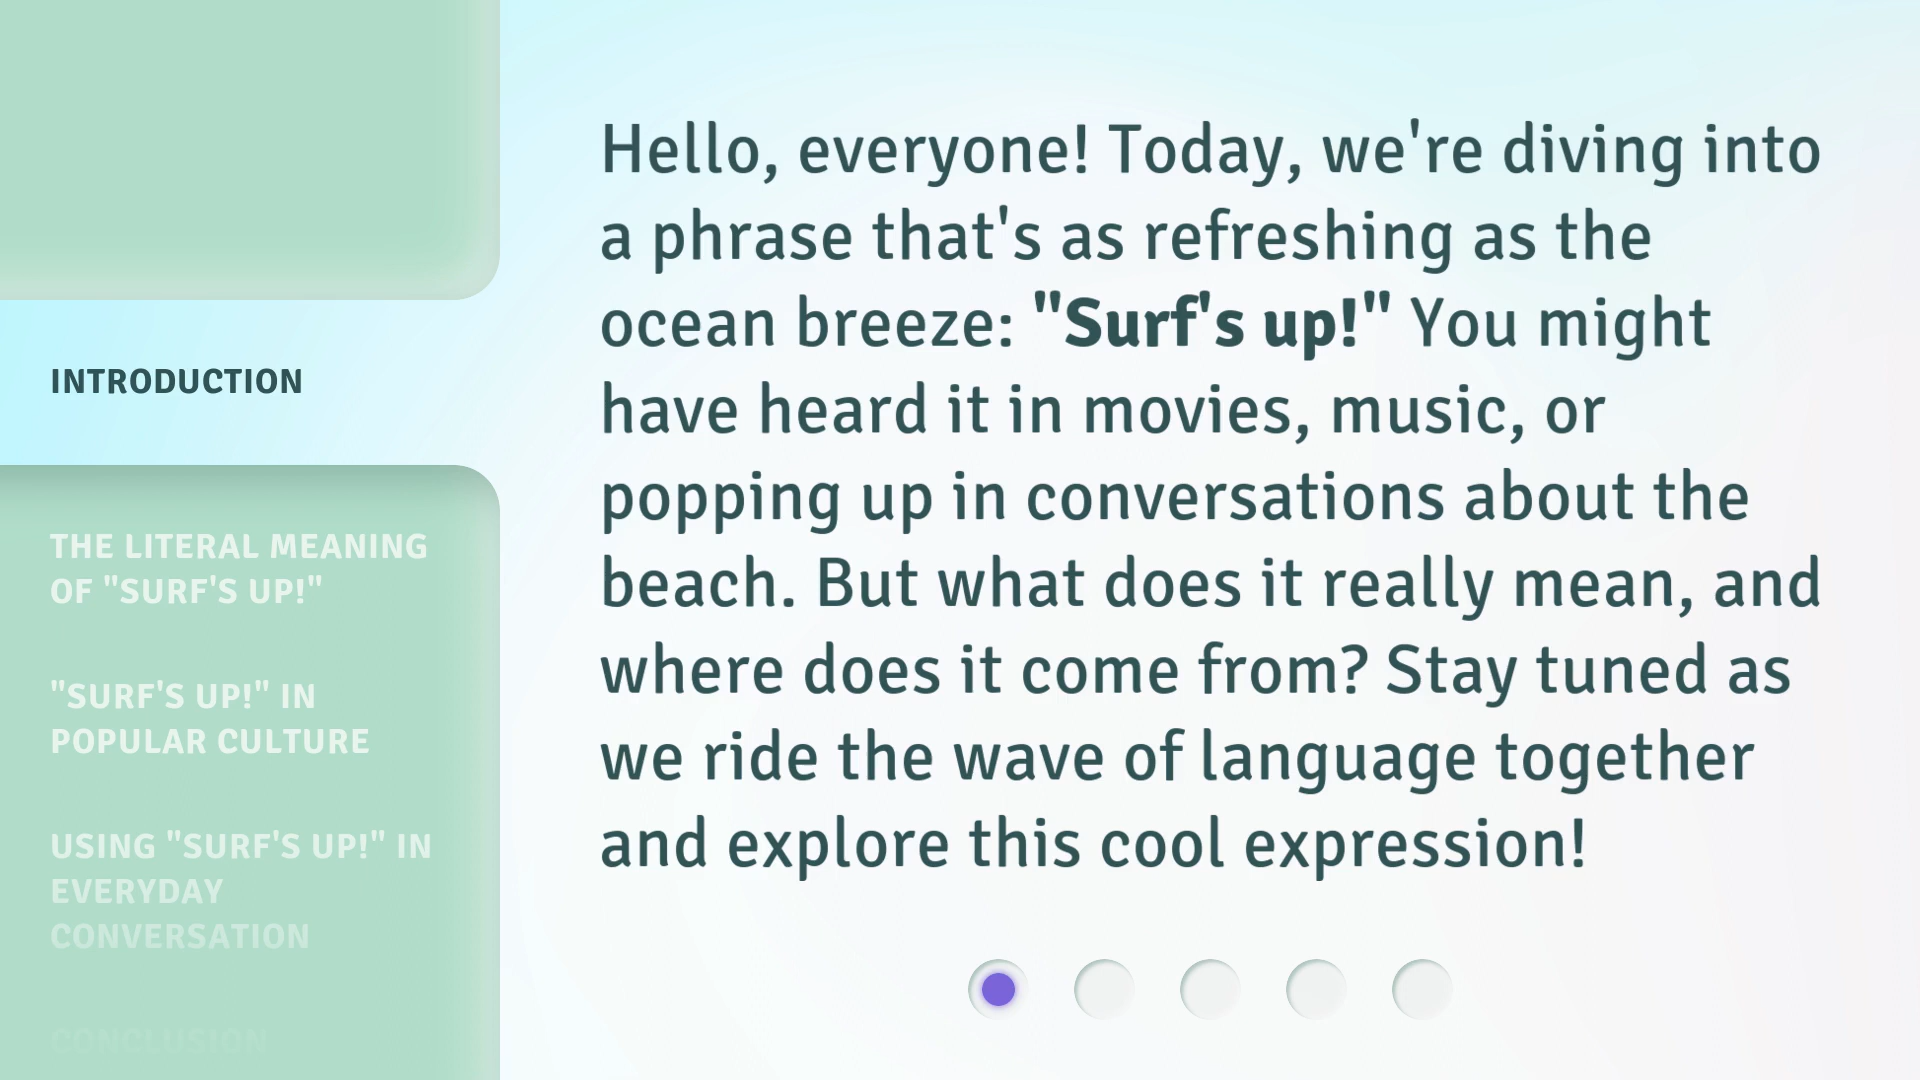 INTRODUCTION
THE LITERAL MEANING
OF "SURF'S UP!"
"SURF'S UP!" IN
POPULAR CULTURE
USING "SURF'S UP!" IN
EVERYDAY
CONVERSATION
CONCLUSION
Hello, everyone! Today, we're diving into
a phrase that's as refreshing as the
ocean breeze: "Surf's up!" You might
have heard it in movies, music, or
popping up in conversations about the
beach. But what does it really mean, and
where does it come from? Stay tuned as
we ride the wave of language together
and explore this cool expression!